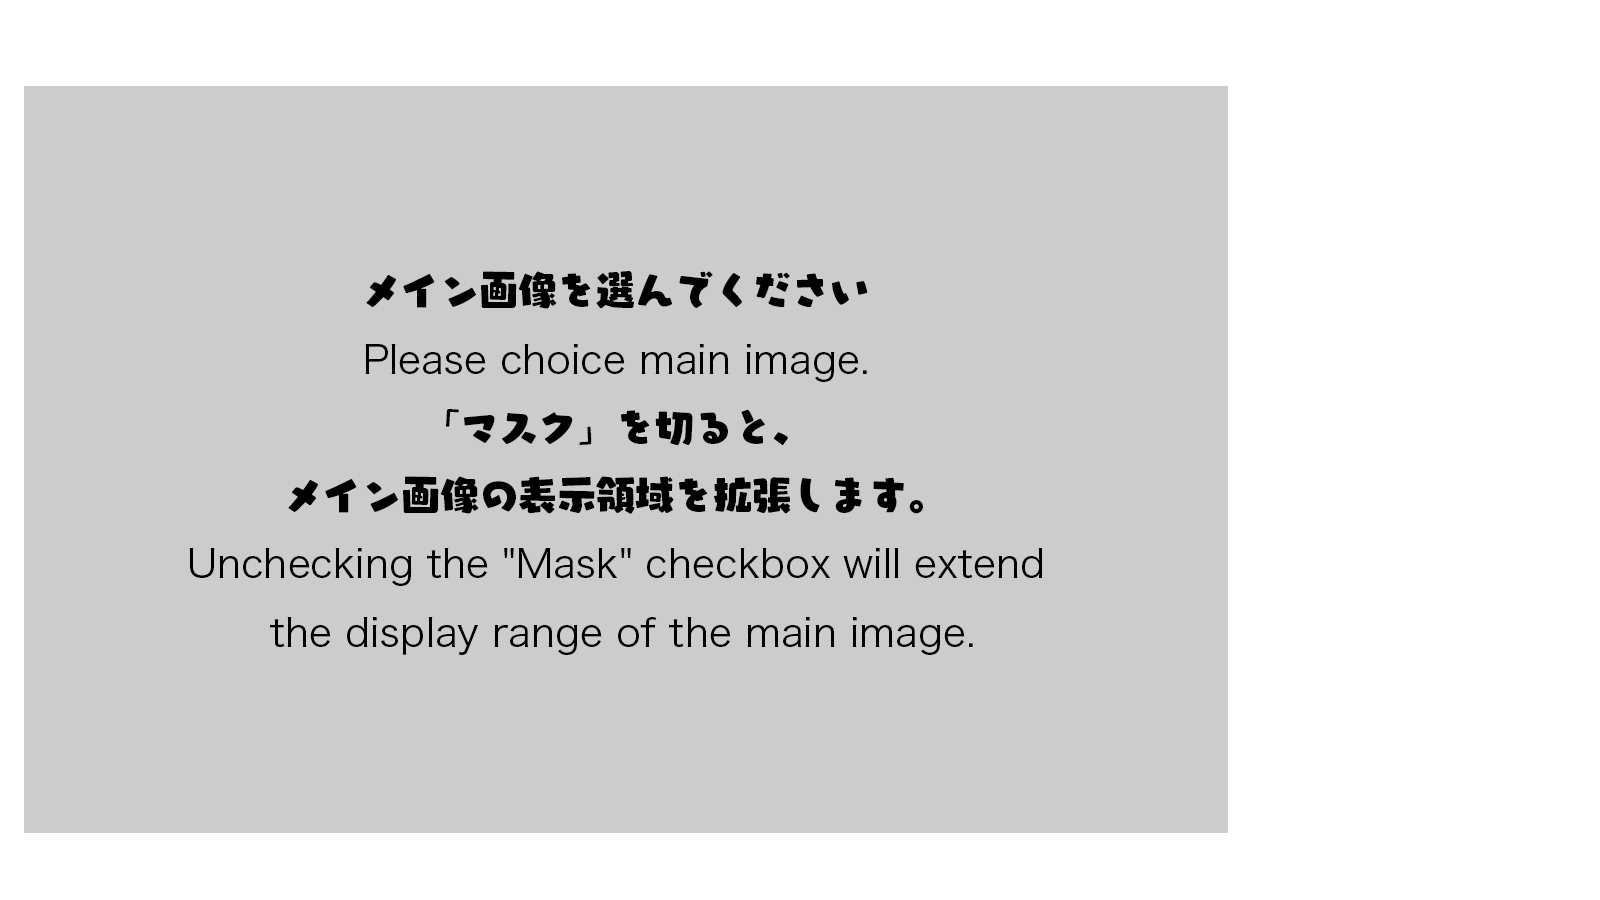 メイン画像を選んでください
Please choice main image.
「マスク」を切ると、
メイン画像の表示領域を拡張します。
Unchecking the "Mask" checkbox will extend
the display range of the main image.